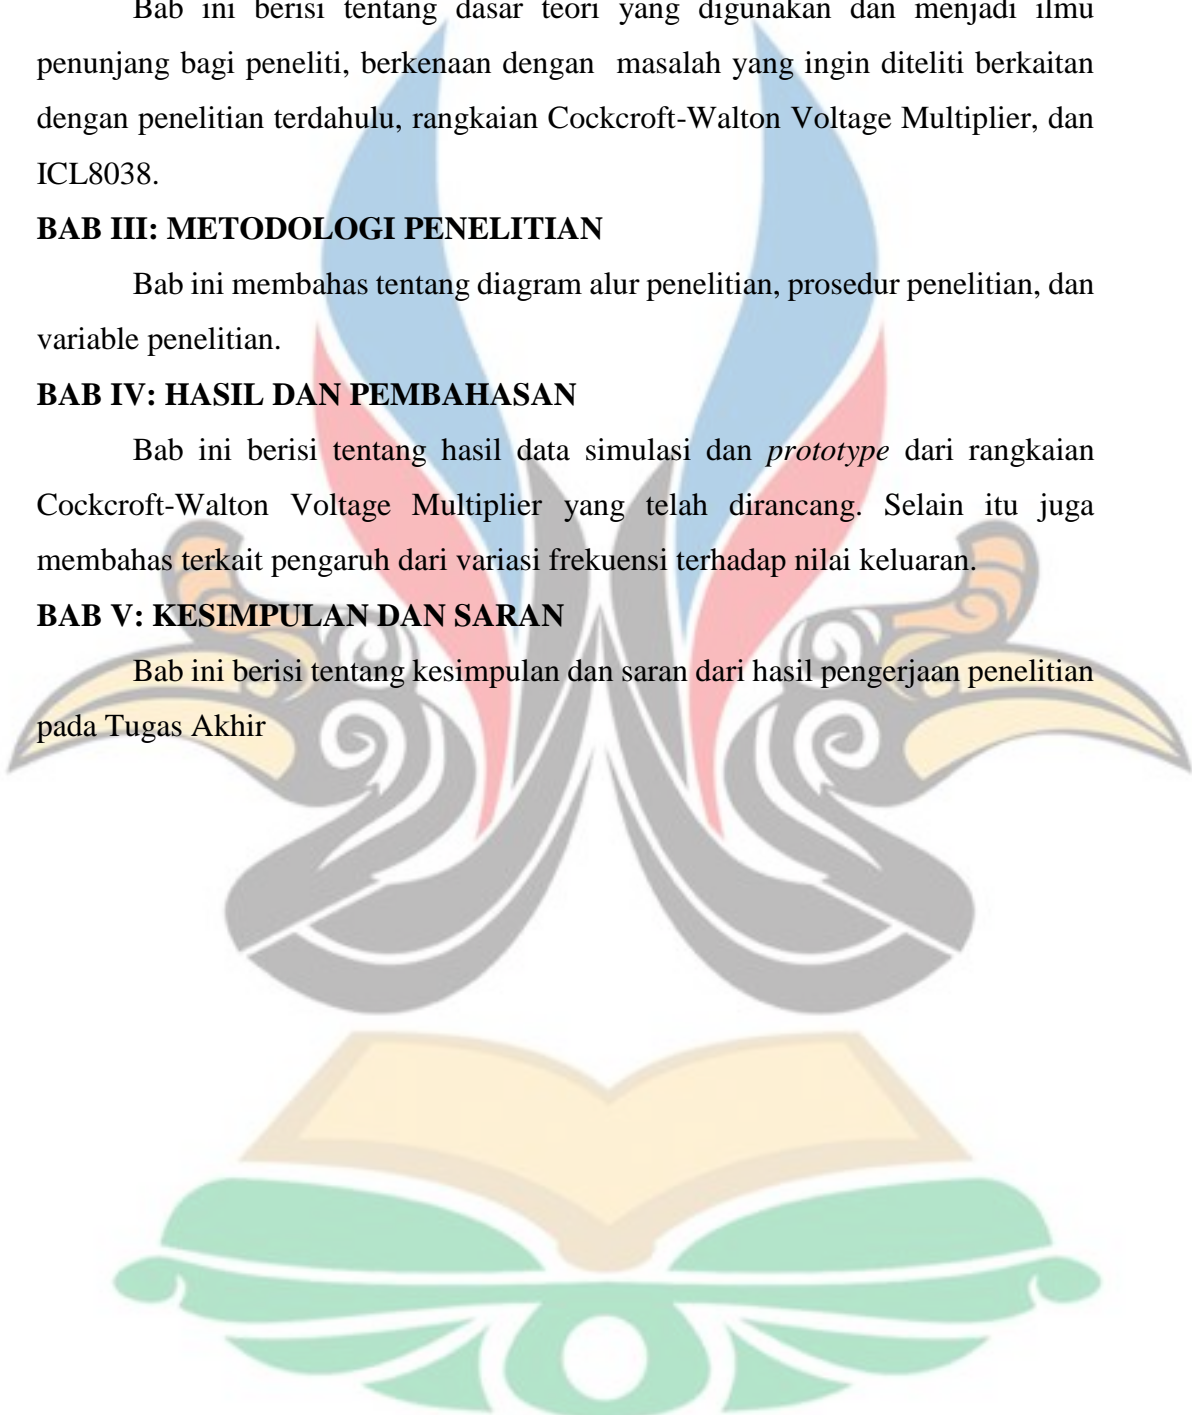 Bab ini berisi tentang dasar teori yang digunakan dan menjadi ilmu
penunjang bagi peneliti, berkenaan dengan masalah yang ingin diteliti berkaitan
dengan penelitian terdahulu, rangkaian Cockcroft-Walton Voltage Multiplier, dan
ICL8038.
BAB III: METODOLOGI PENELITIAN
Bab ini membahas tentang diagram alur penelitian, prosedur penelitian, dan
variable penelitian.
BAB IV: HASIL DAN PEMBAHASAN
Bab ini berisi tentang hasil data simulasi dan prototype dari rangkaian
Cockcroft-Walton Voltage Multiplier yang telah dirancang. Selain itu juga
membahas terkait pengaruh dari variasi frekuensi terhadap nilai keluaran.
BAB V: KESIMPULAN DAN SARAN
Bab ini berisi tentang kesimpulan dan saran dari hasil pengerjaan penelitian
pada Tugas Akhir